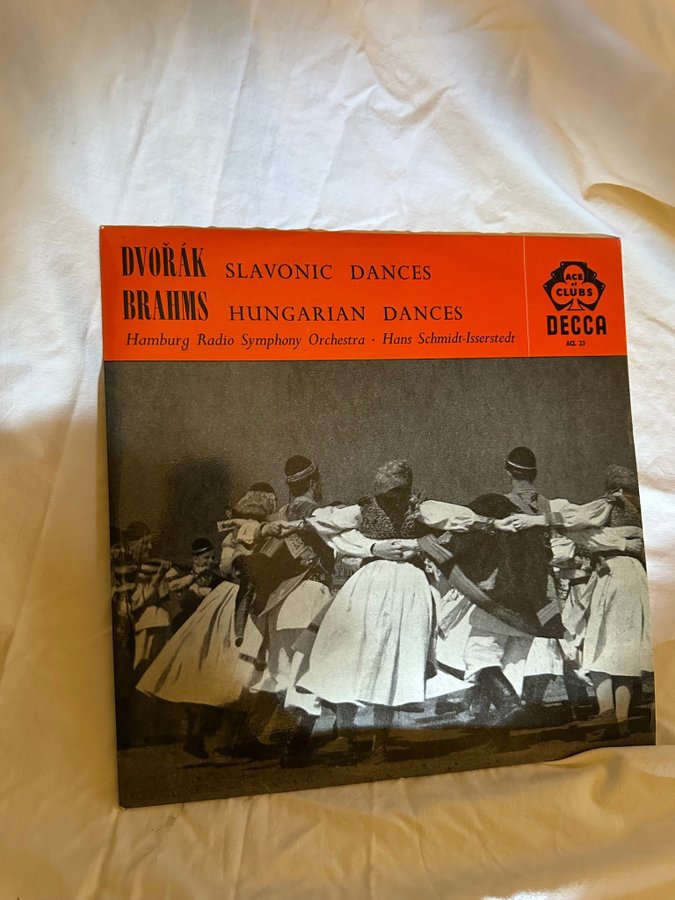 DVOŘÁK SLAVONIC DANCES
BRAHMS HUNGARIAN DANCES
Hamburg Radio Symphony Orchestra · Hans Schmidt-Isserstedt
ACE
of
CLUBS
DECCA
ACL 23